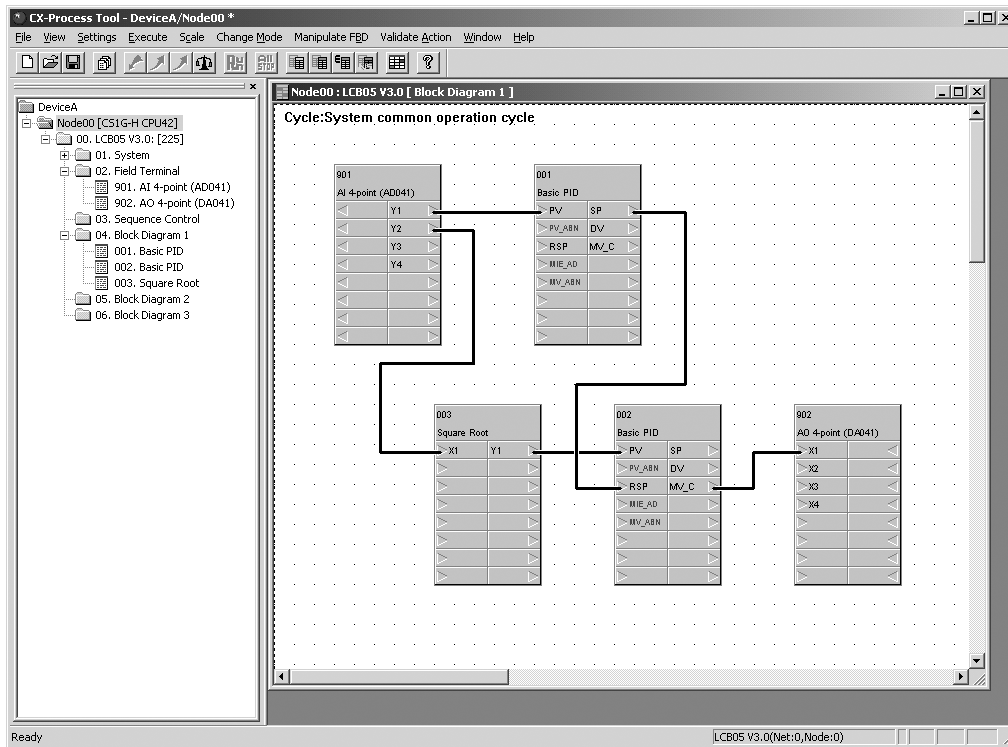 CX-Process Tool - DeviceA/Node00 *
File View Settings Execute Scale Change Mode Manipulate FBD Validate Action Window Help
All STOP
DeviceA
Node00 [CS1G-H CPU42]
00. LCB05 V3.0: [225]
01. System
02. Field Terminal
901. AI 4-point (AD041)
902. AO 4-point (DA041)
03. Sequence Control
04. Block Diagram 1
001. Basic PID
002. Basic PID
003. Square Root
05. Block Diagram 2
06. Block Diagram 3
Node00 : LCB05 V3.0 [ Block Diagram 1 ]
Cycle:System common operation cycle
901
AI 4-point (AD041)
Y1
Y2
Y3
Y4
001
Basic PID
PV SP
PV_ABN DV
RSP MV_C
MIE_AD
MV_ABN
003
Square Root
X1 Y1
002
Basic PID
PV SP
PV_ABN DV
RSP MV_C
MIE_AD
MV_ABN
902
AO 4-point (DA041)
X1
X2
X3
X4
Ready
LCB05 V3.0(Net:0,Node:0)